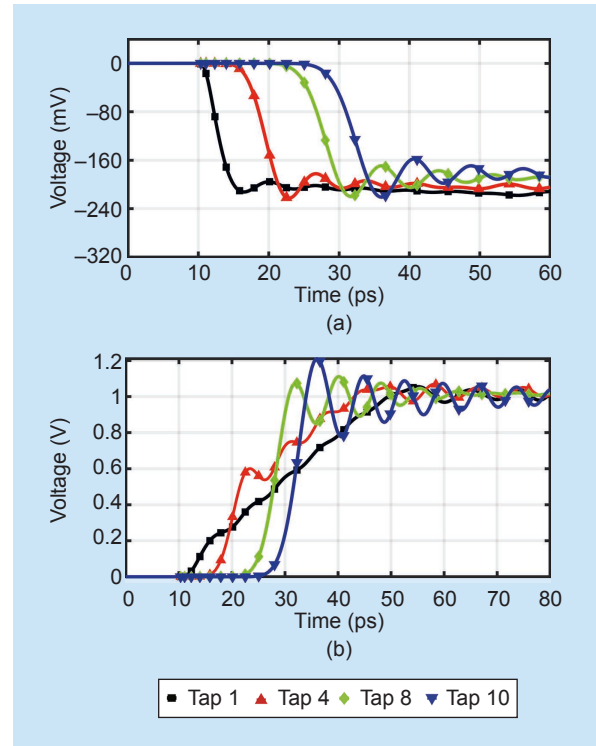 0
–80
–160
–240
–320
Voltage (mV)
0 10 20 30 40 50 60
Time (ps)
(a)
1.2
1
0.8
0.6
0.4
0.2
0
Voltage (V)
0 10 20 30 40 50 60 70 80
Time (ps)
(b)
Tap 1 Tap 4 Tap 8 Tap 10